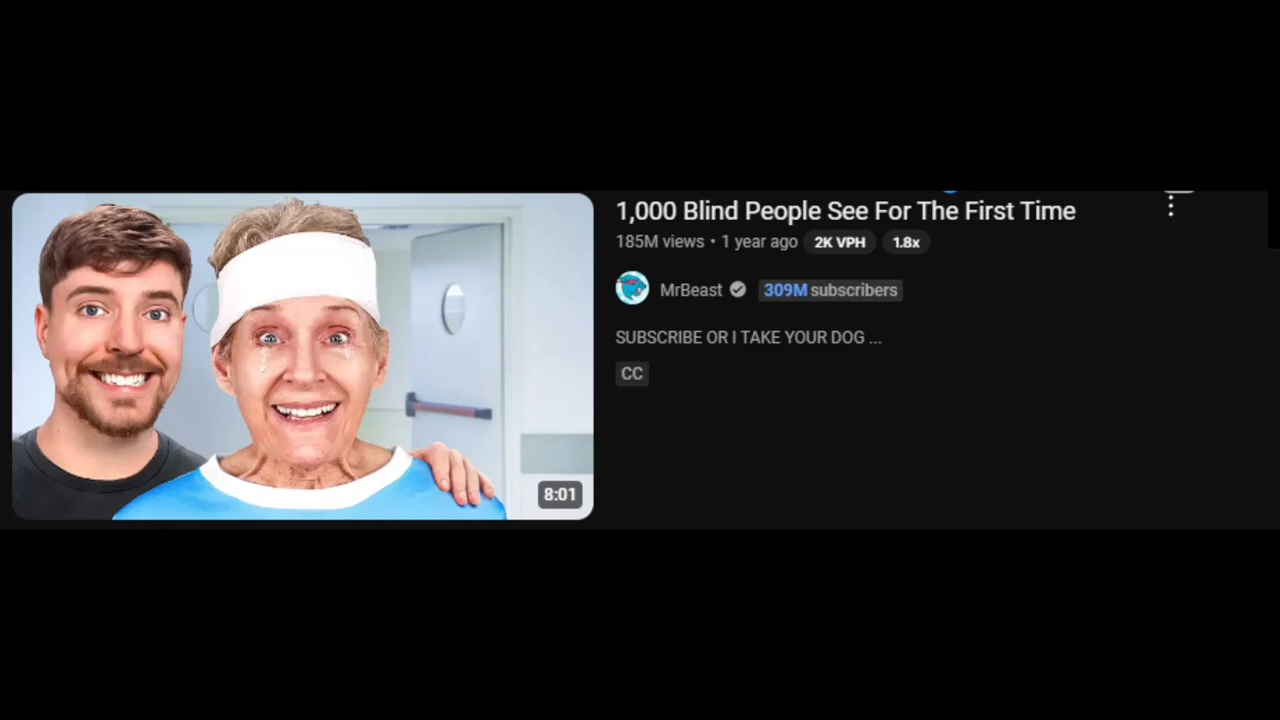 1,000 Blind People See For The First Time
185M views • 1 year ago 2K VPH 1.8x
MrBeast 309M subscribers
SUBSCRIBE OR I TAKE YOUR DOG ...
CC
8:01